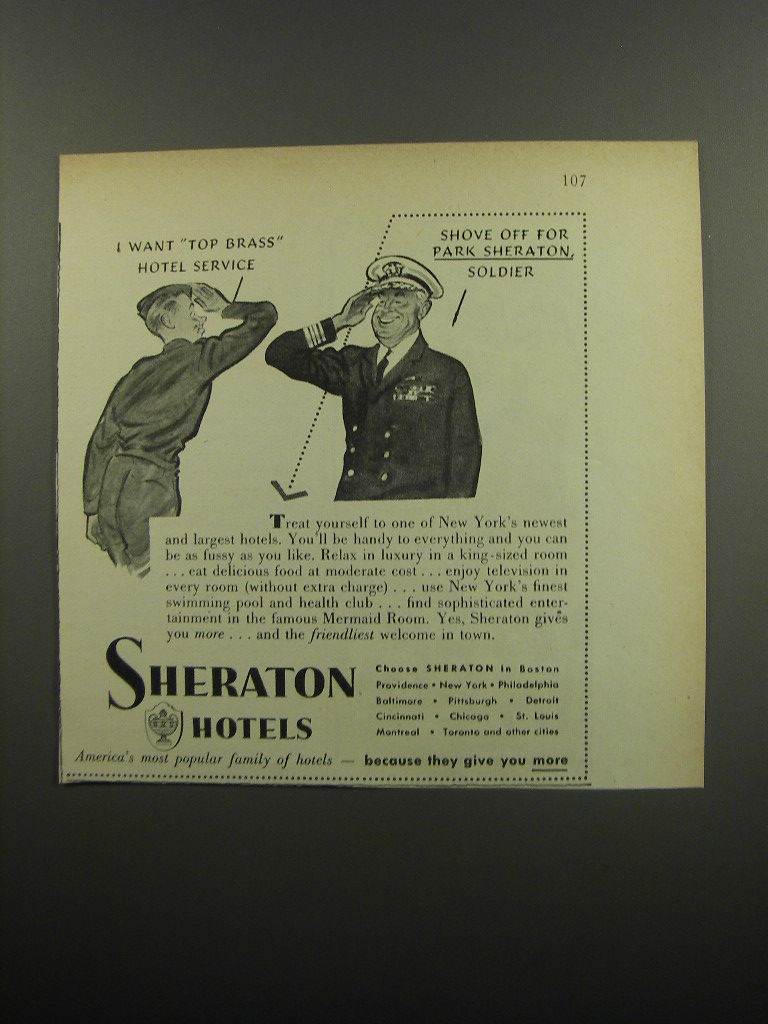 107
I WANT "TOP BRASS"
HOTEL SERVICE
SHOVE OFF FOR
PARK SHERATON,
SOLDIER
Treat yourself to one of New York's newest
and largest hotels. You'll be handy to everything and you can
be as fussy as you like. Relax in luxury in a king-sized room
. . . eat delicious food at moderate cost . . . enjoy television in
every room (without extra charge) . . . use New York's finest
swimming pool and health club . . . find sophisticated enter-
tainment in the famous Mermaid Room. Yes, Sheraton gives
you more . . . and the friendliest welcome in town.
SHERATON
HOTELS
Choose SHERATON in Boston
Providence • New York • Philadelphia
Baltimore • Pittsburgh • Detroit
Cincinnati • Chicago • St. Louis
Montreal • Toronto and other cities
America's most popular family of hotels — because they give you more